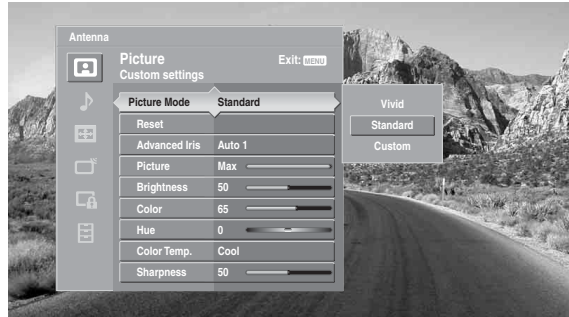 Antenna
Picture Exit: MENU
Custom settings
Picture Mode Standard
Reset
Advanced Iris Auto 1
Picture Max
Brightness 50
Color 65
Hue 0
Color Temp. Cool
Sharpness 50
Vivid
Standard
Custom